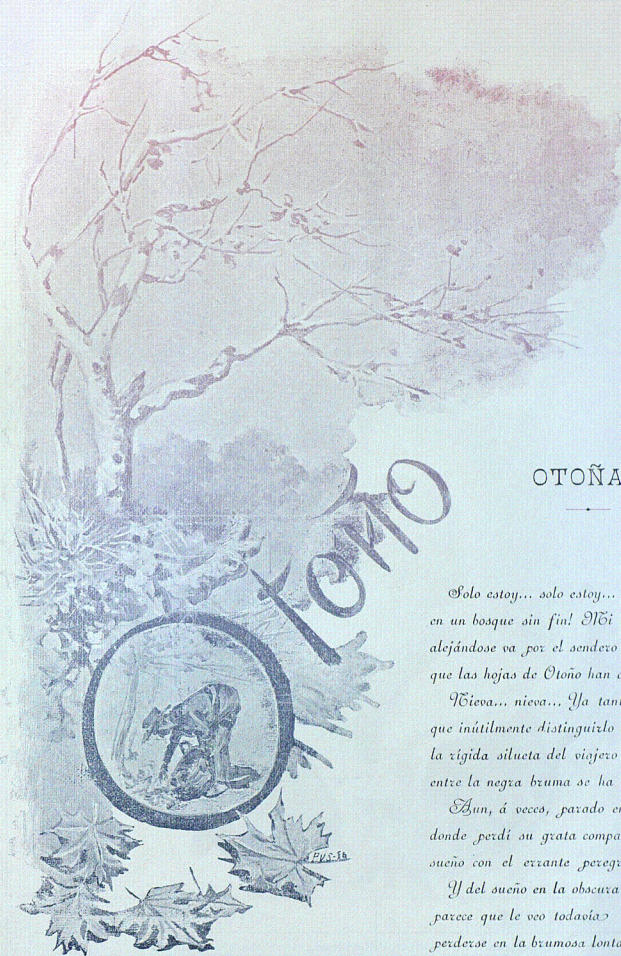 Otoño
OTOÑA
Solo estoy... solo estoy...
en un bosque sin fin! Mi
alejándose va por el sendero
que las hojas de Otoño han
Nieva... nieva... Ya tan
que inútilmente distinguirlo
la rígida silueta del viajero
entre la negra bruma se ha
Aun, á veces, parado en
donde perdí su grata compa
sueño con el errante peregr
Y del sueño en la obscura
parece que le veo todavía
perderse en la brumosa lonta